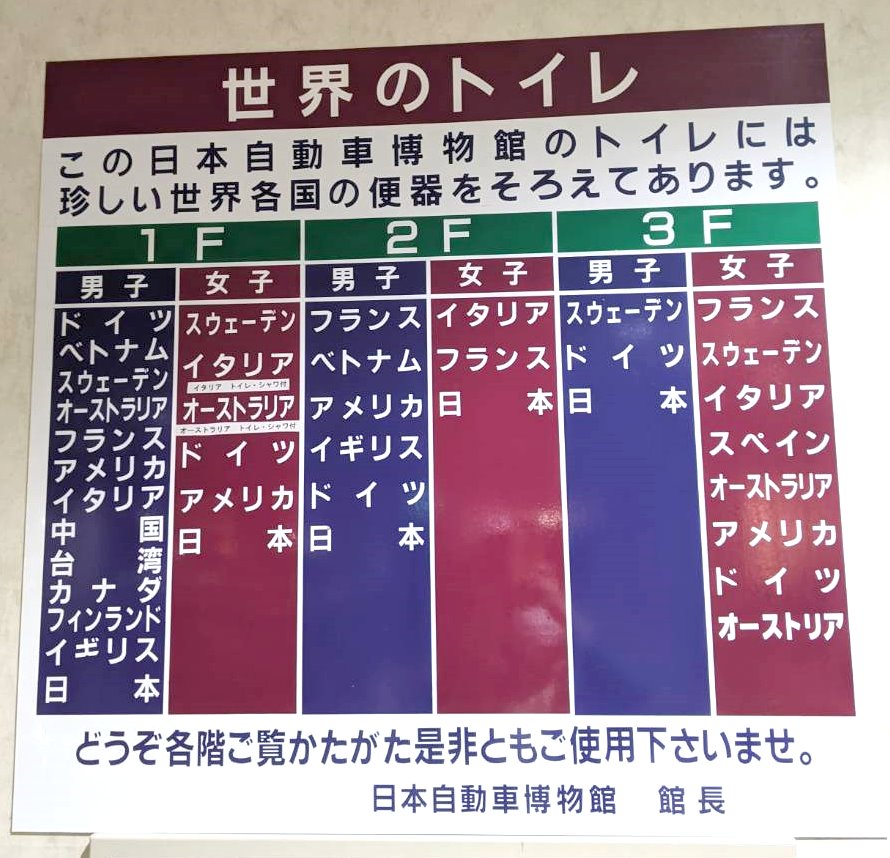 世界のトイレ
この日本自動車博物館のトイレには
珍しい世界各国の便器をそろえてあります。
1F
男子
ドイツ
ベトナム
スウェーデン
オーストラリア
フランス
アメリカ
イタリア
中国
台湾
カナダ
フィンランド
イギリス
日本
女子
スウェーデン
イタリア
イタリア トイレ・シャワ付
オーストラリア
オーストラリア トイレ・シャワ付
ドイツ
アメリカ
日本
2F
男子
フランス
ベトナム
アメリカ
イギリス
ドイツ
日本
女子
イタリア
フランス
日本
3F
男子
スウェーデン
ドイツ
日本
女子
フランス
スウェーデン
イタリア
スペイン
オーストラリア
アメリカ
ドイツ
オーストリア
どうぞ各階ご覧かたがた是非ともご使用下さいませ。
日本自動車博物館 館長